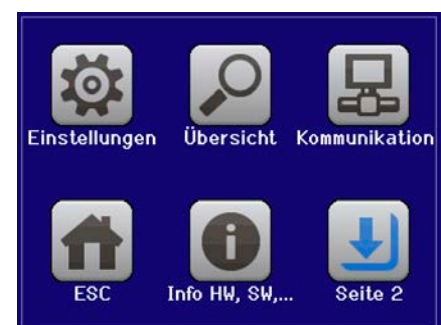 Einstellungen
Übersicht
Kommunikation
ESC
Info HW, SW,...
Seite 2